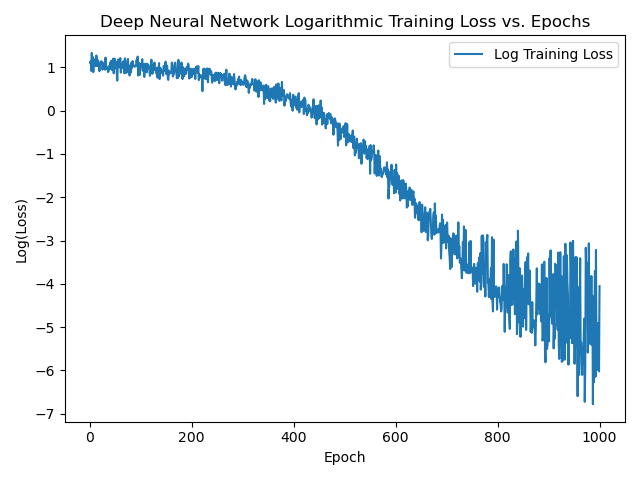 Deep Neural Network Logarithmic Training Loss vs. Epochs
Log Training Loss
1
0
−1
−2
−3
−4
−5
−6
−7
Log(Loss)
0 200 400 600 800 1000
Epoch